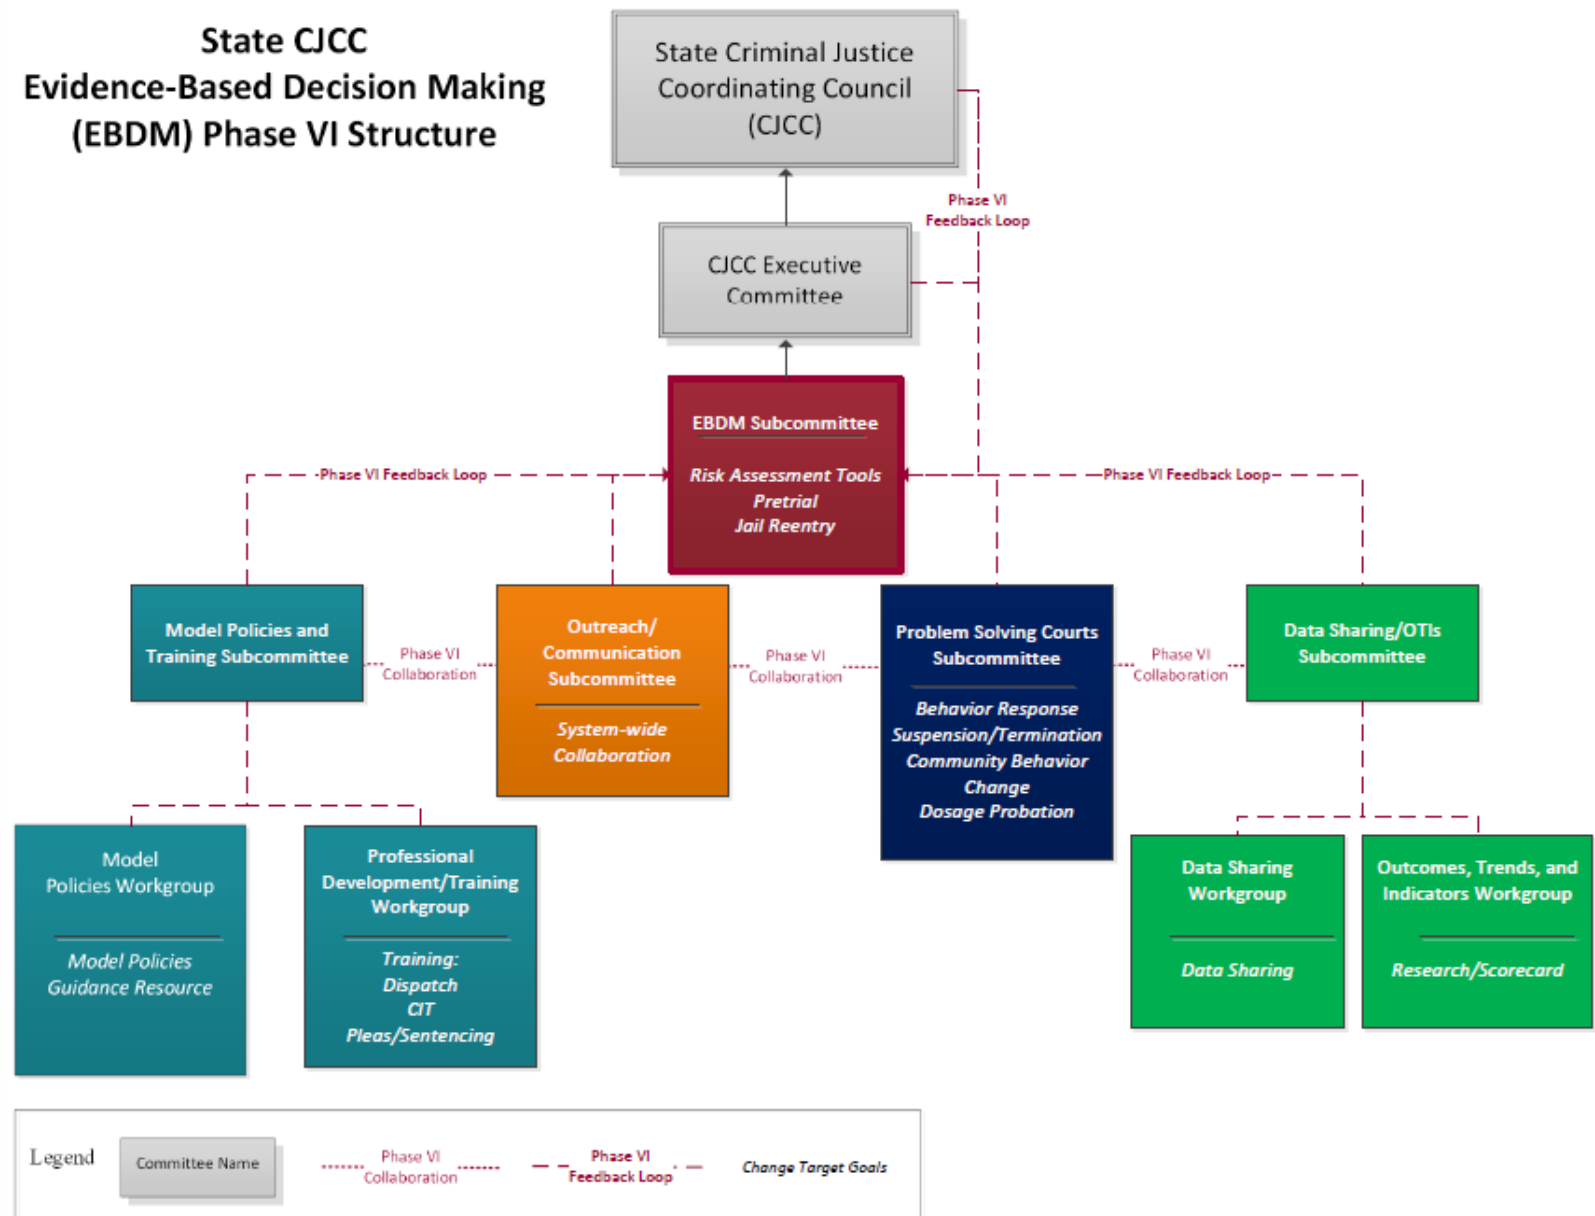 State CJCC
Evidence-Based Decision Making
(EBDM) Phase VI Structure
State Criminal Justice
Coordinating Council
(CJCC)
Phase VI
Feedback Loop
CJCC Executive
Committee
EBDM Subcommittee
Risk Assessment Tools
Pretrial
Jail Reentry
Phase VI Feedback Loop
Phase VI Feedback Loop
Model Policies and
Training Subcommittee
Phase VI
Collaboration
Outreach/
Communication
Subcommittee
System-wide
Collaboration
Phase VI
Collaboration
Problem Solving Courts
Subcommittee
Behavior Response
Suspension/Termination
Community Behavior
Change
Dosage Probation
Phase VI
Collaboration
Data Sharing/OTIs
Subcommittee
Model
Policies Workgroup
Model Policies
Guidance Resource
Professional
Development/Training
Workgroup
Training:
Dispatch
CIT
Pleas/Sentencing
Data Sharing
Workgroup
Data Sharing
Outcomes, Trends, and
Indicators Workgroup
Research/Scorecard
Legend
Committee Name
Phase VI
Collaboration
Phase VI
Feedback Loop
Change Target Goals